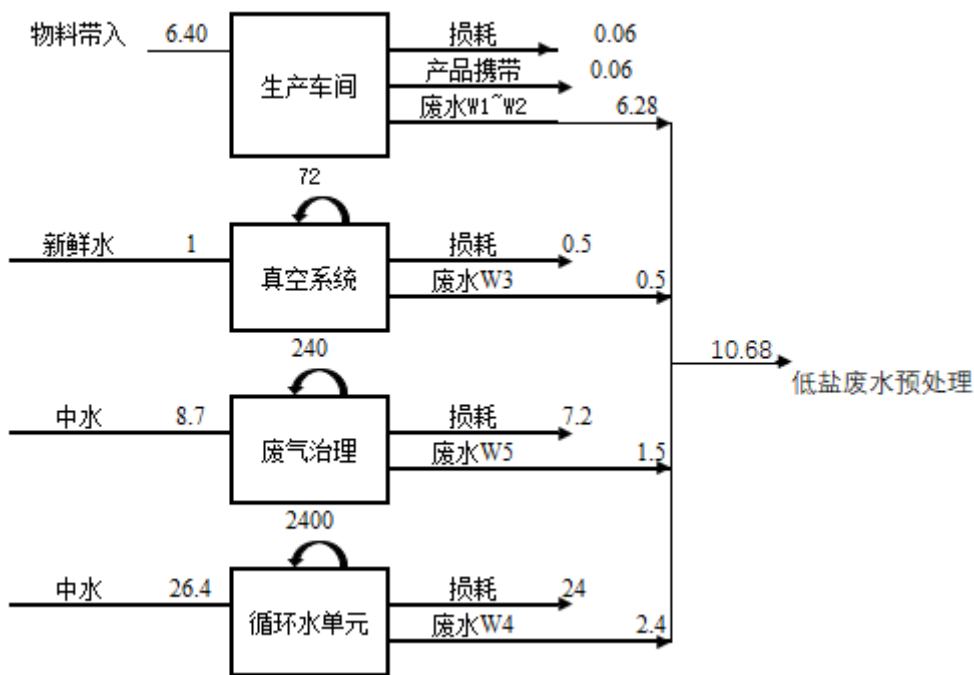 物料带入 6.40 生产车间 损耗 0.06
产品携带 0.06
废水W1~W2 6.28
72
新鲜水 1 真空系统 损耗 0.5
废水W3 0.5
10.68
低盐废水预处理
240
中水 8.7 废气治理 损耗 7.2
废水W5 1.5
2400
中水 26.4 循环水单元 损耗 24
废水W4 2.4